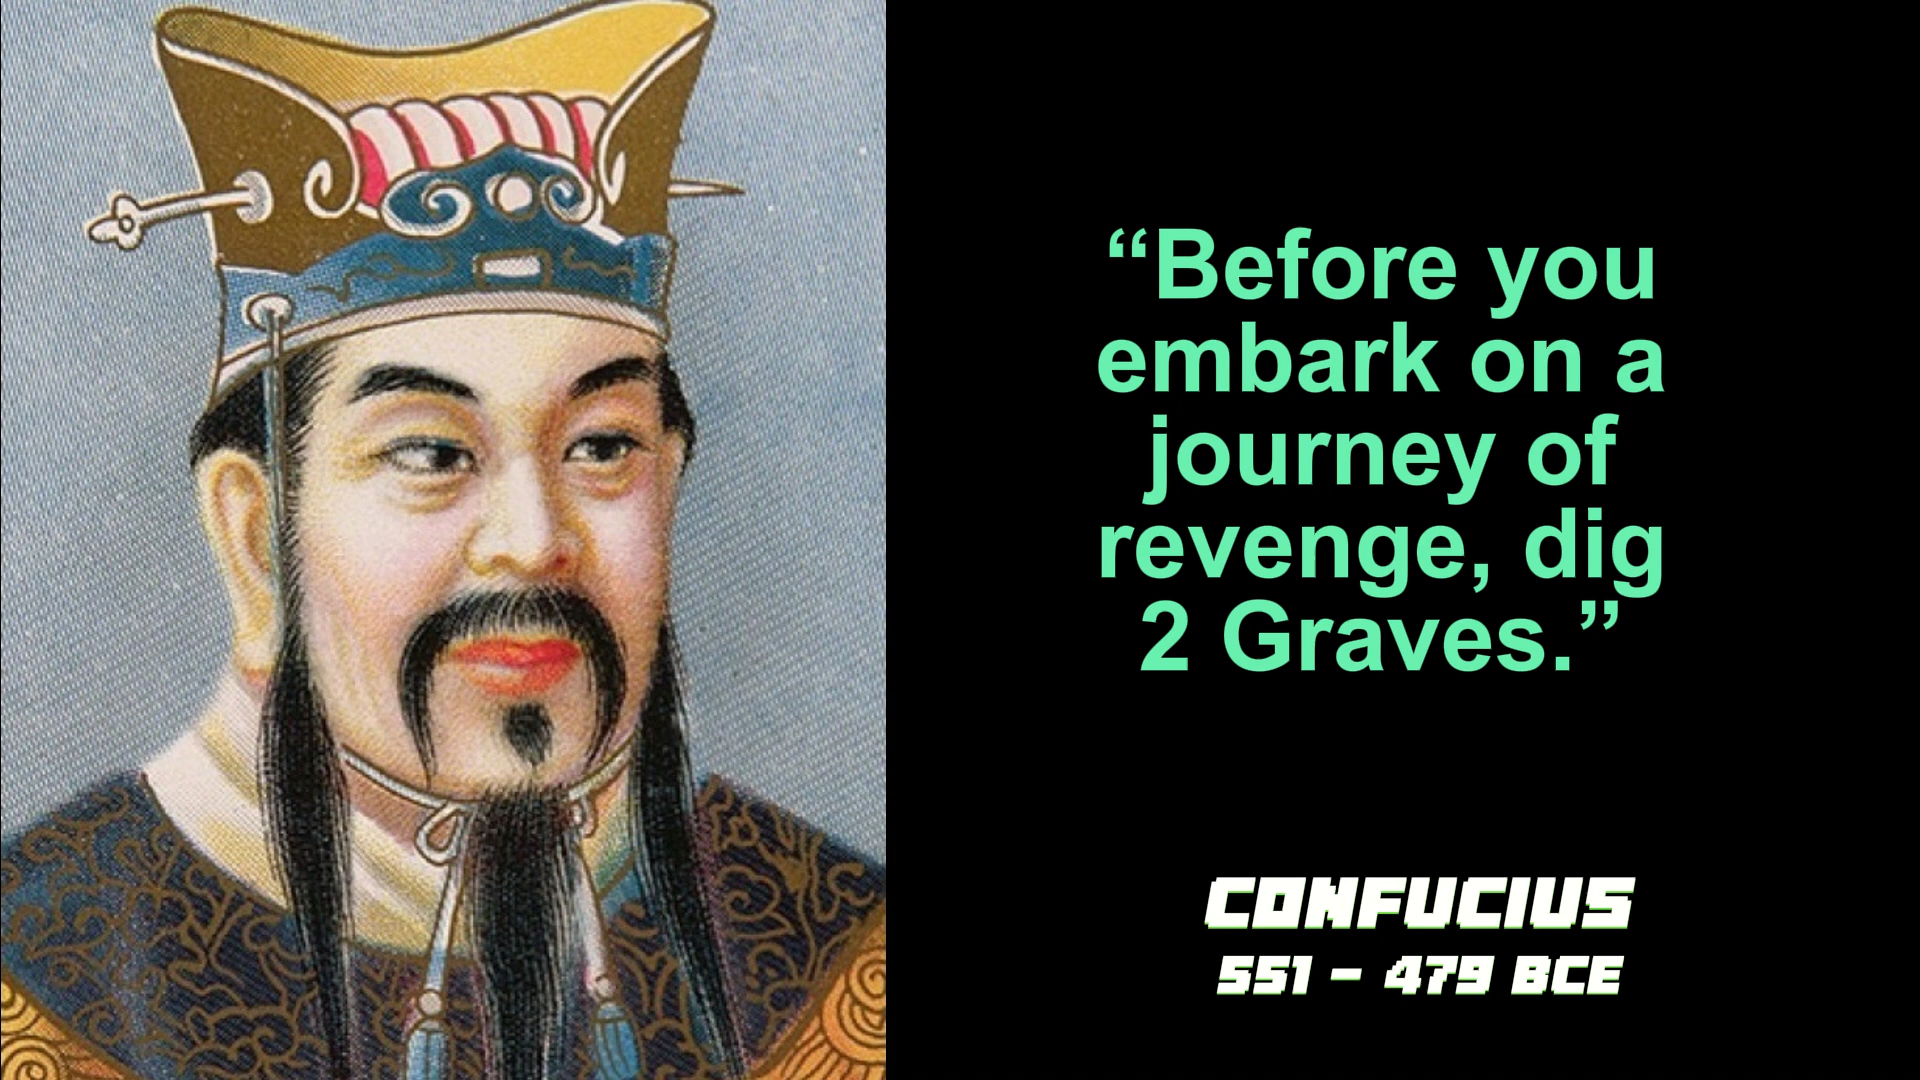 “Before you
embark on a
journey of
revenge, dig
2 Graves.”
CONFUCIUS
551 – 479 BCE